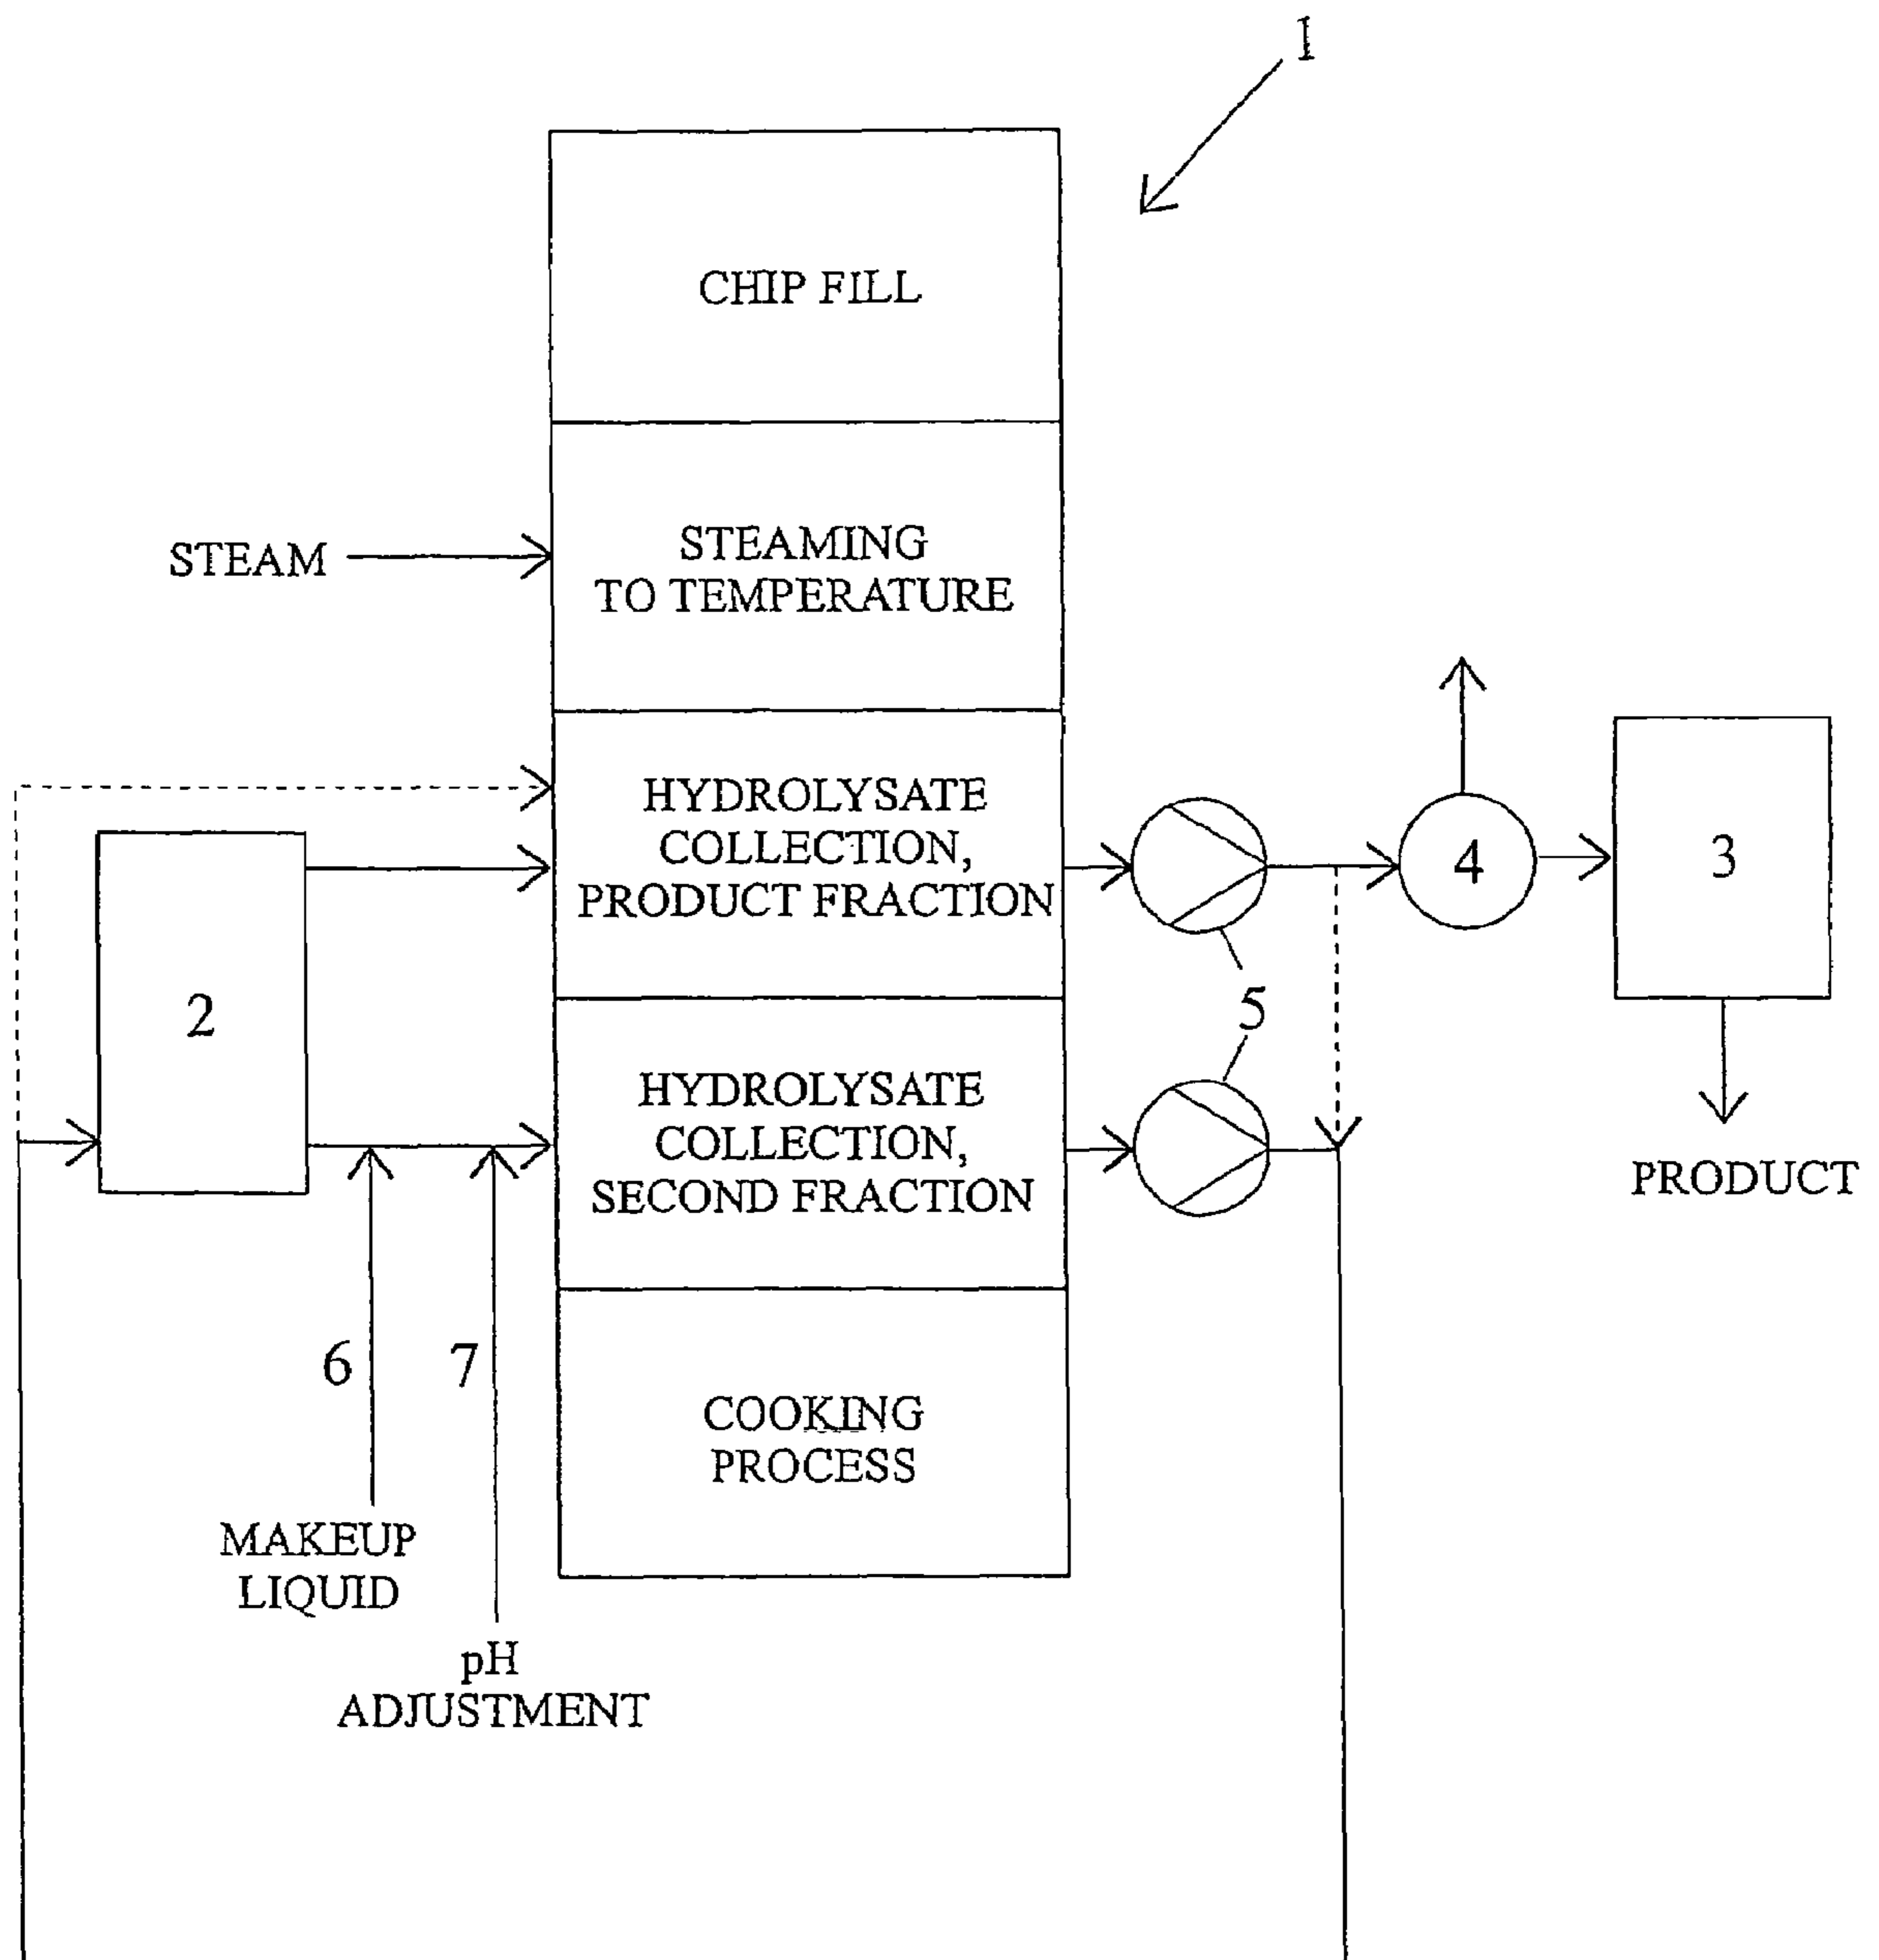 1
CHIP FILL
STEAM
STEAMING
TO TEMPERATURE
HYDROLYSATE
COLLECTION,
PRODUCT FRACTION
2
4
3
5
HYDROLYSATE
COLLECTION,
SECOND FRACTION
PRODUCT
6
7
COOKING
PROCESS
MAKEUP
LIQUID
pH
ADJUSTMENT